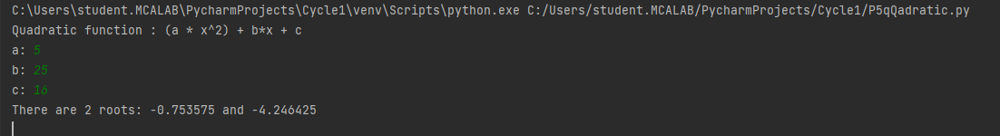 C:\Users\student.MCALAB\PycharmProjects\Cycle1\venv\Scripts\python.exe C:/Users/student.MCALAB/PycharmProjects/Cycle1/P5qQadratic.py
Quadratic function : (a * x^2) + b*x + c
a: 5
b: 25
c: 16
There are 2 roots: -0.753575 and -4.246425